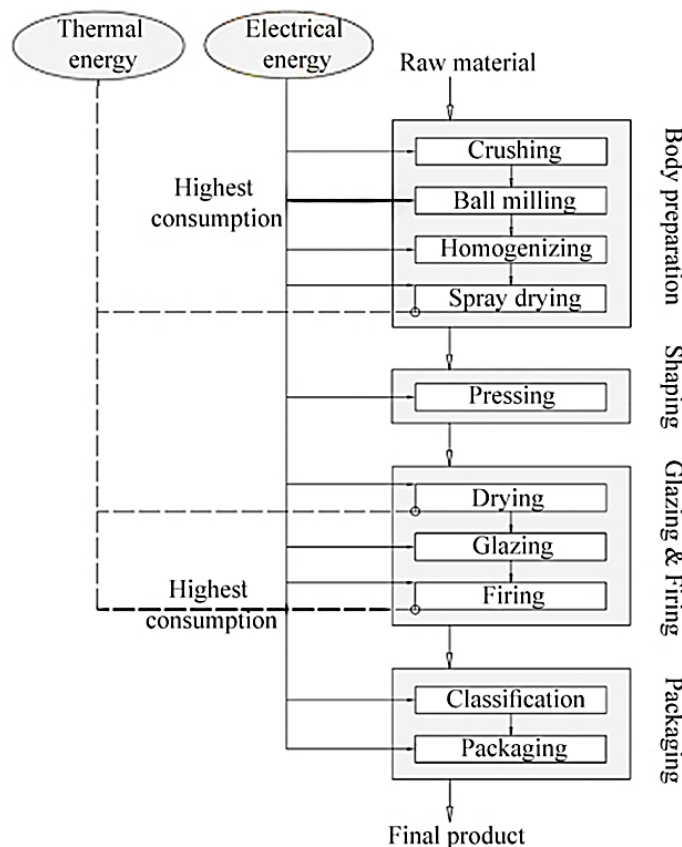 Thermal
energy
Electrical
energy
Raw material
Crushing
Highest
consumption
Ball milling
Homogenizing
Spray drying
Body preparation
Pressing
Shaping
Drying
Glazing
Highest
consumption
Firing
Glazing & Firing
Classification
Packaging
Packaging
Final product